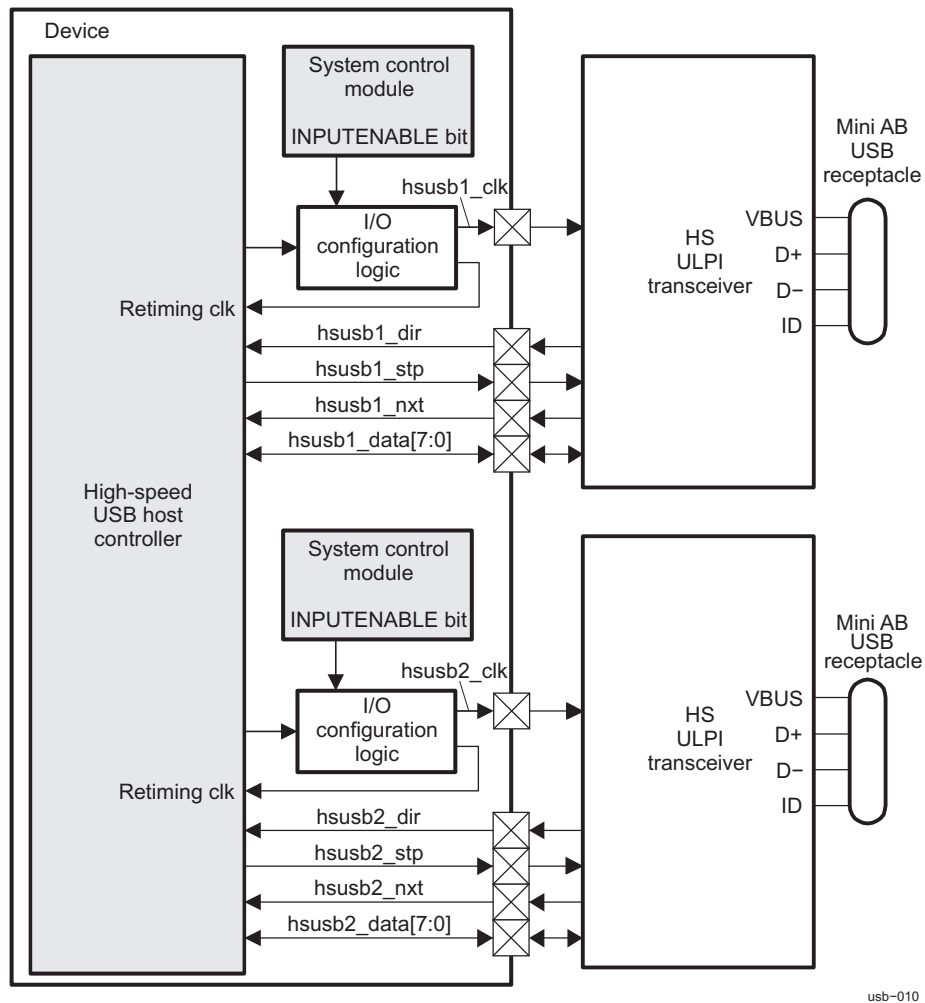 Device
System control
module
INPUTENABLE bit
hsusb1_clk
I/O
configuration
logic
Retiming clk
hsusb1_dir
hsusb1_stp
hsusb1_nxt
hsusb1_data[7:0]
HS
ULPI
transceiver
VBUS
D+
D−
ID
Mini AB
USB
receptacle
High-speed
USB host
controller
System control
module
INPUTENABLE bit
hsusb2_clk
I/O
configuration
logic
Retiming clk
hsusb2_dir
hsusb2_stp
hsusb2_nxt
hsusb2_data[7:0]
HS
ULPI
transceiver
VBUS
D+
D−
ID
Mini AB
USB
receptacle
usb−010